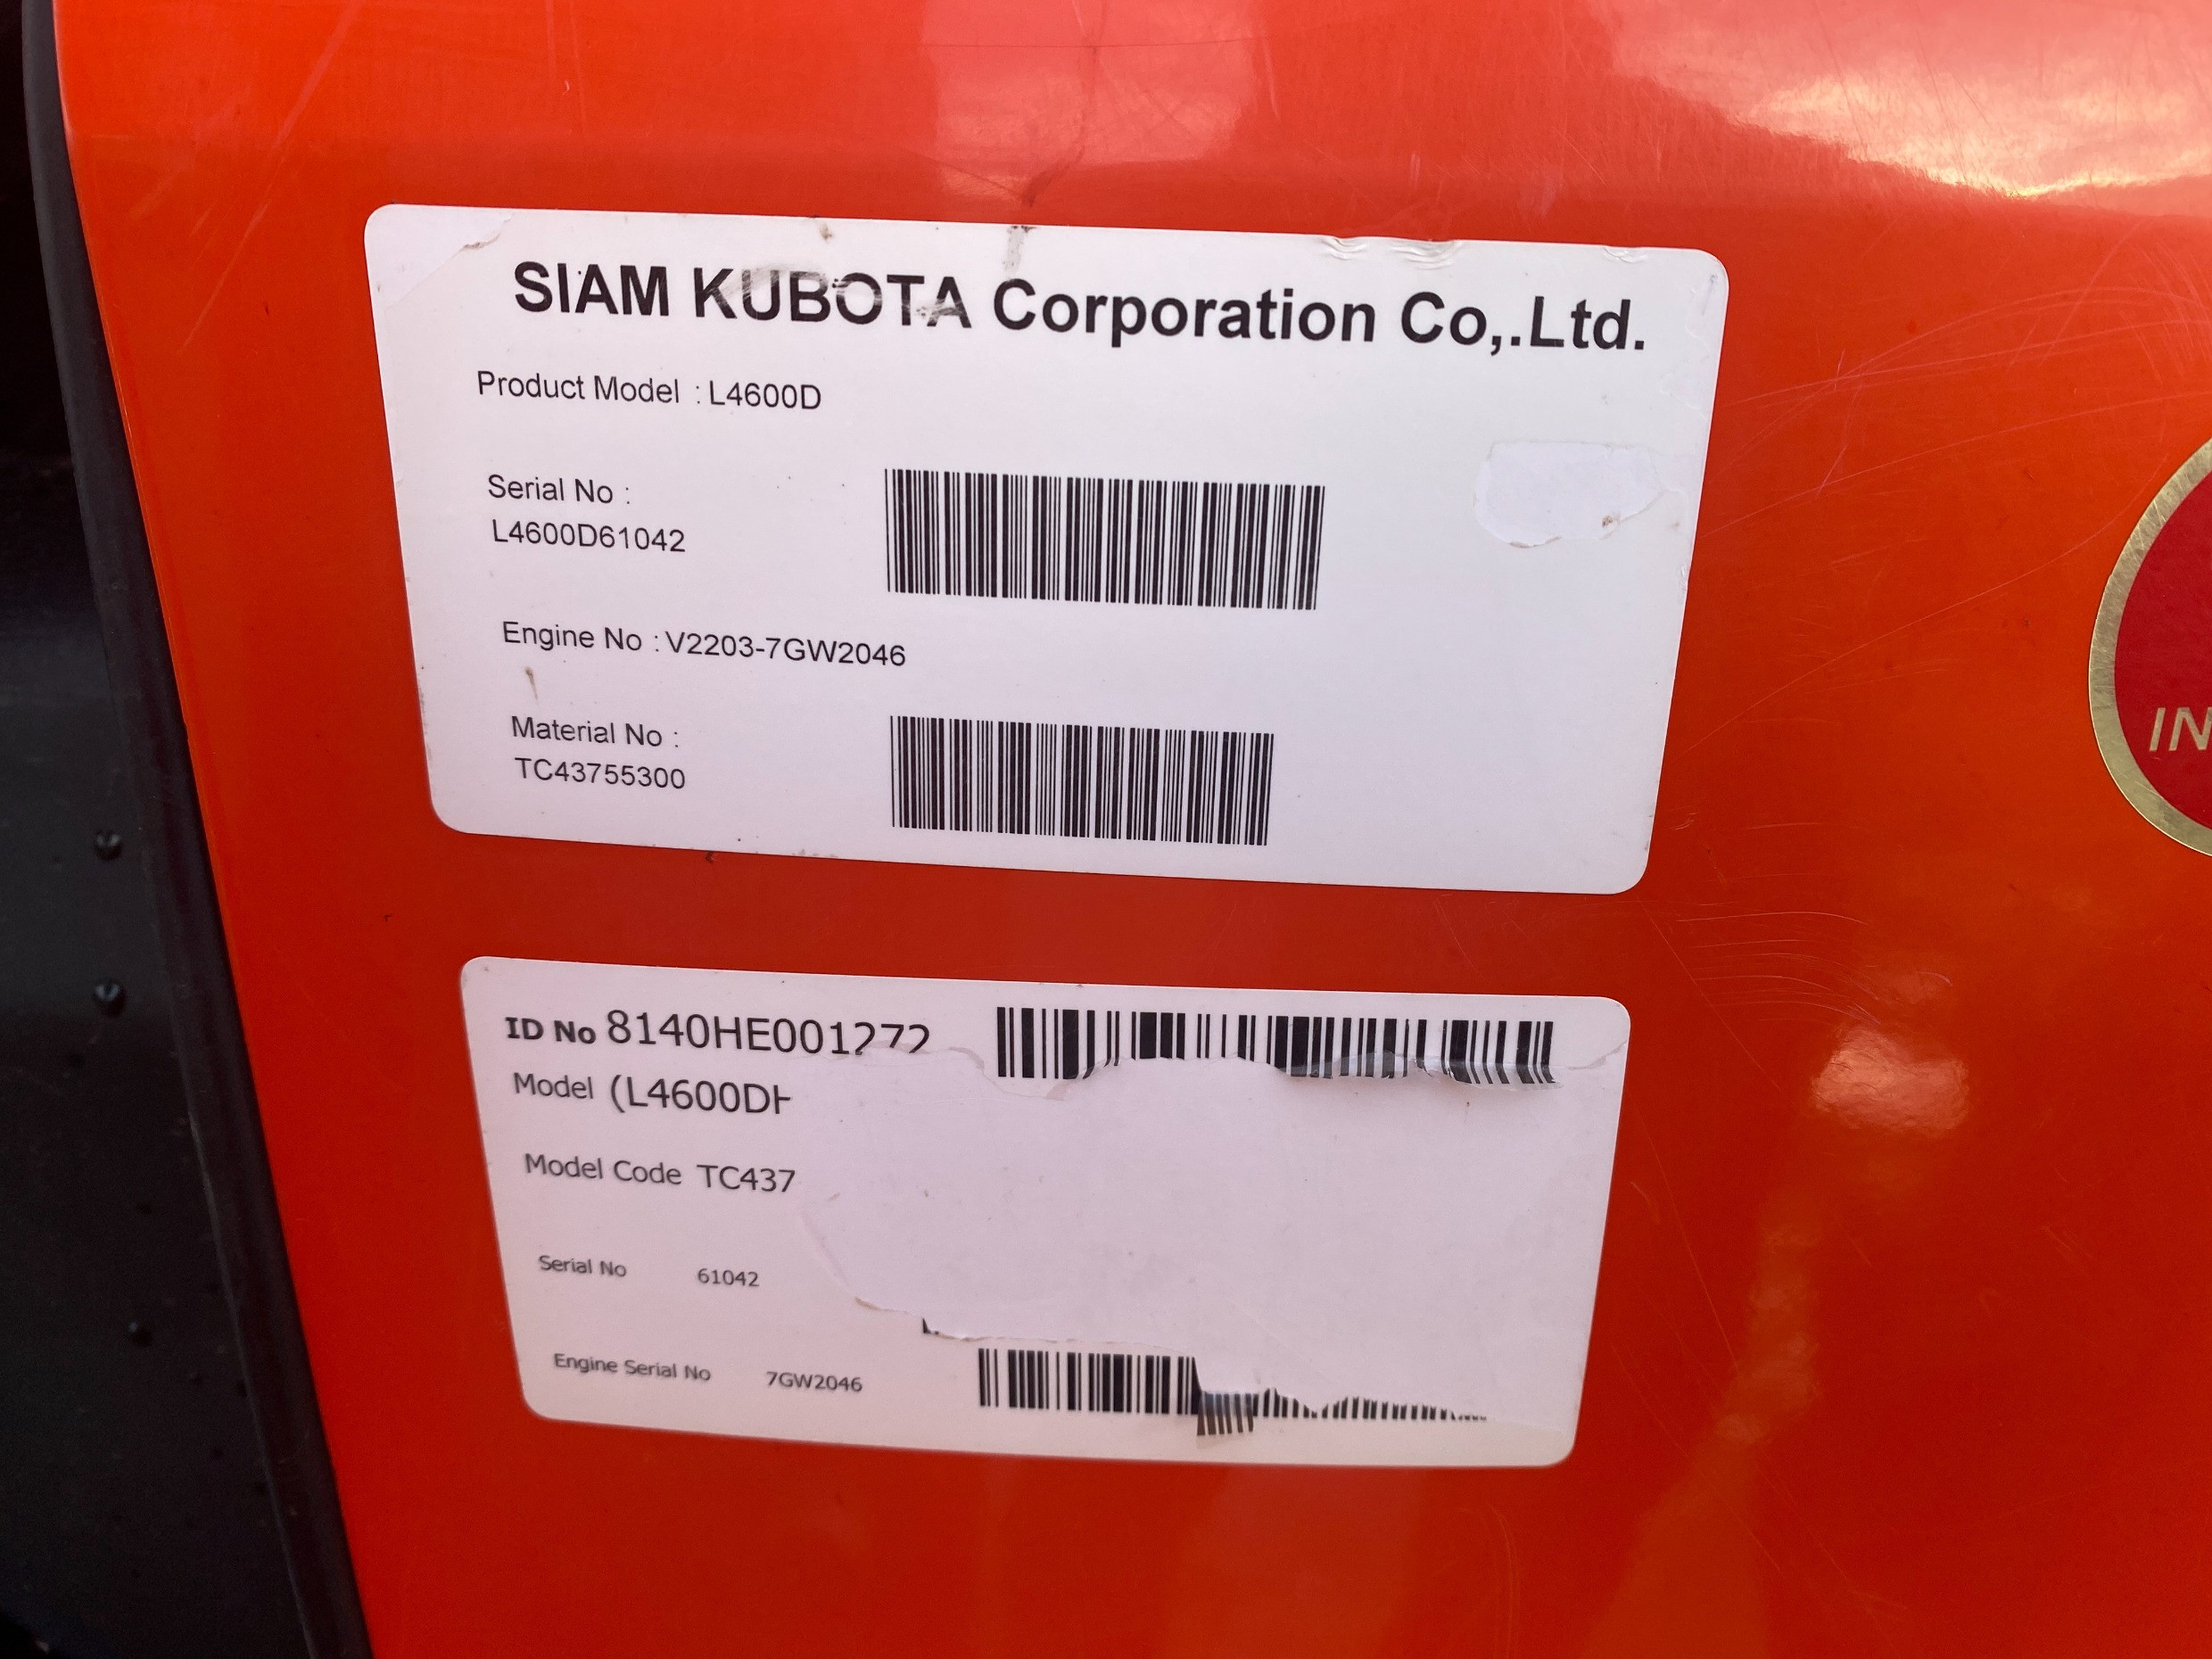 SIAM KUBOTA Corporation Co,.Ltd.
Product Model : L4600D
Serial No :
L4600D61042
Engine No : V2203-7GW2046
Material No :
TC43755300
ID No 8140HE001272
Model (L4600DH
Model Code TC437
Serial No 61042
Engine Serial No 7GW2046
IN